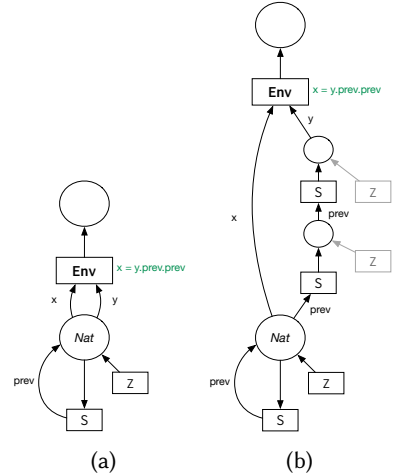 Env
x = y.prev.prev
x
y
Nat
prev
Z
S
(a)
Env
x = y.prev.prev
y
x
S
Z
prev
Z
S
prev
Nat
prev
Z
S
(b)